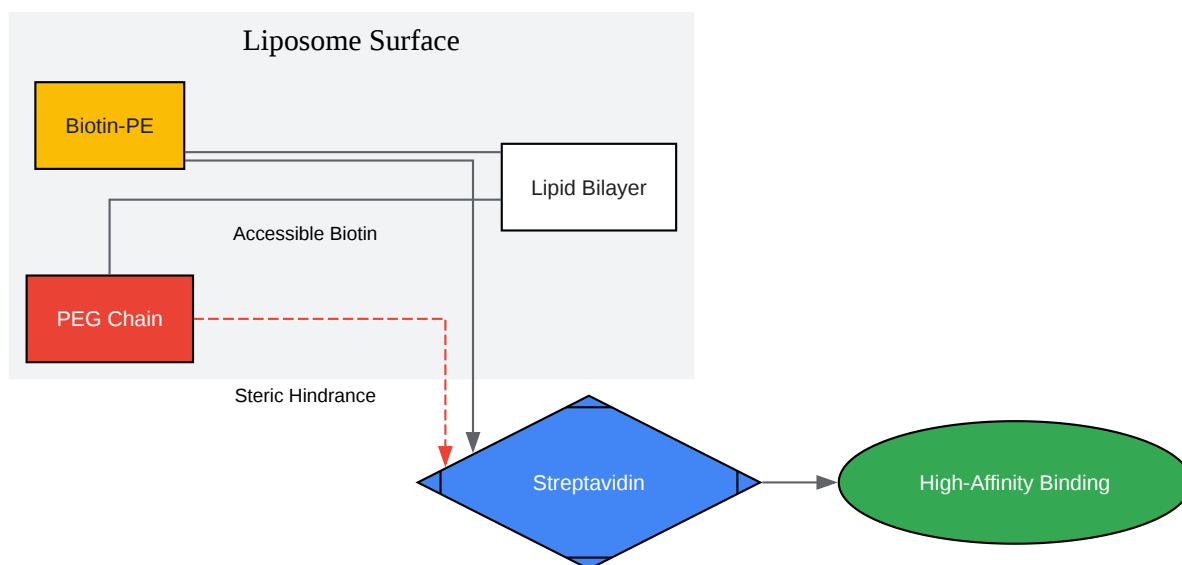 Liposome Surface
Biotin-PE
Lipid Bilayer
Accessible Biotin
PEG Chain
Steric Hindrance
Streptavidin
High-Affinity Binding